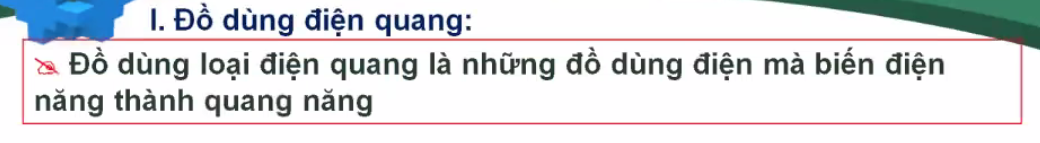 I. Đồ dùng điện quang:
Đồ dùng loại điện quang là những đồ dùng điện mà biến điện
năng thành quang năng